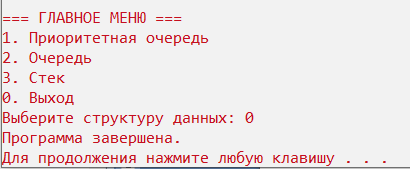 === ГЛАВНОЕ МЕНЮ ===
1. Приоритетная очередь
2. Очередь
3. Стек
0. Выход
Выберите структуру данных: 0
Программа завершена.
Для продолжения нажмите любую клавишу . . .